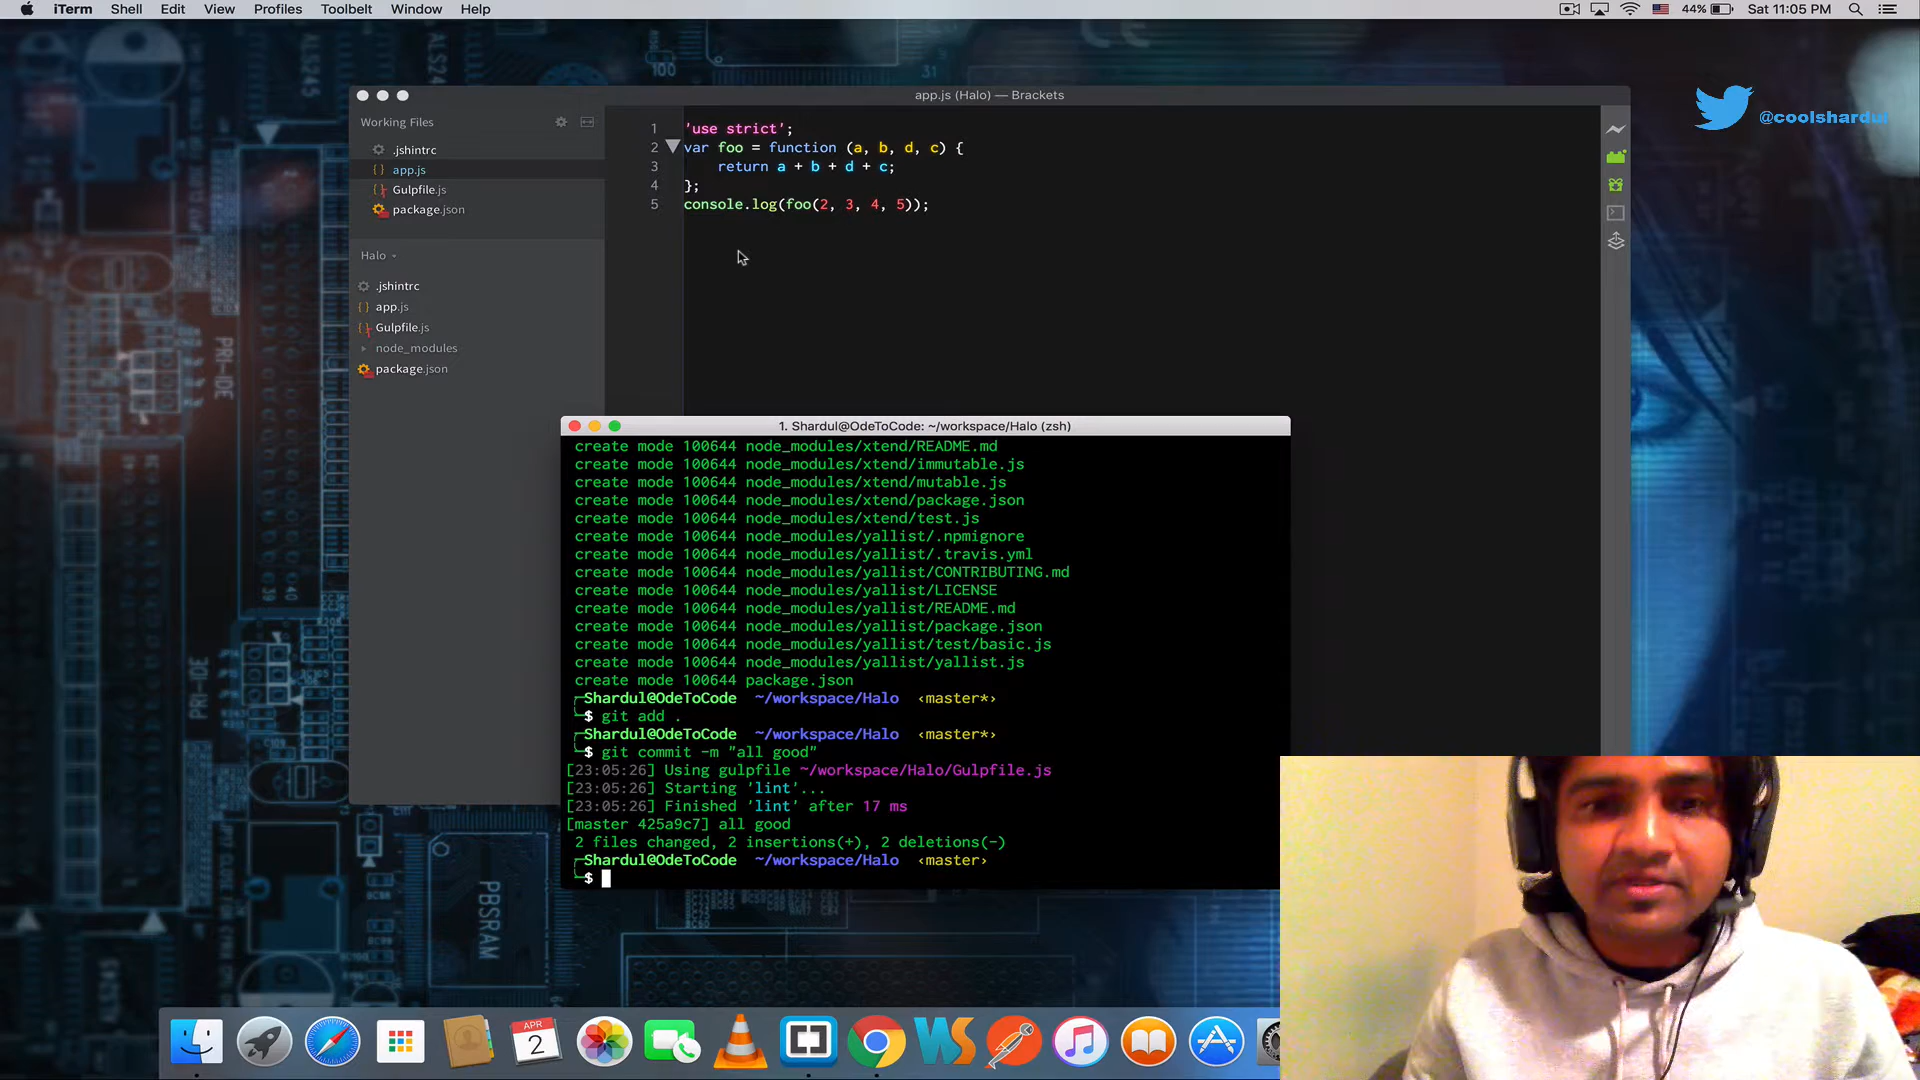 iTerm Shell Edit View Profiles Toolbelt Window Help
44% Sat 11:05 PM
@coolshardul
app.js (Halo) — Brackets
Working Files
.jshintrc
app.js
Gulpfile.js
package.json
Halo
.jshintrc
app.js
Gulpfile.js
node_modules
package.json
1 'use strict';
2 var foo = function (a, b, d, c) {
3 return a + b + d + c;
4 };
5 console.log(foo(2, 3, 4, 5));
1. Shardul@OdeToCode: ~/workspace/Halo (zsh)
create mode 100644 node_modules/xtend/README.md
create mode 100644 node_modules/xtend/immutable.js
create mode 100644 node_modules/xtend/mutable.js
create mode 100644 node_modules/xtend/package.json
create mode 100644 node_modules/xtend/test.js
create mode 100644 node_modules/yallist/.npmignore
create mode 100644 node_modules/yallist/.travis.yml
create mode 100644 node_modules/yallist/CONTRIBUTING.md
create mode 100644 node_modules/yallist/LICENSE
create mode 100644 node_modules/yallist/README.md
create mode 100644 node_modules/yallist/package.json
create mode 100644 node_modules/yallist/test/basic.js
create mode 100644 node_modules/yallist/yallist.js
create mode 100644 package.json
Shardul@OdeToCode ~/workspace/Halo ‹master*›
$ git add .
Shardul@OdeToCode ~/workspace/Halo ‹master*›
$ git commit -m "all good"
[23:05:26] Using gulpfile ~/workspace/Halo/Gulpfile.js
[23:05:26] Starting 'lint'...
[23:05:26] Finished 'lint' after 17 ms
[master 425a9c7] all good
2 files changed, 2 insertions(+), 2 deletions(-)
Shardul@OdeToCode ~/workspace/Halo ‹master›
$
PRI-IDE
PRI-IDE
PBSRAM
ALS245
100
31
40
39
APR
2
WS